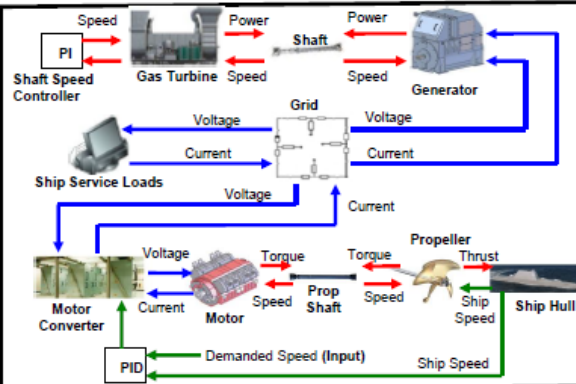 Speed
Power
Power
PI
Shaft
Shaft Speed
Controller
Gas Turbine
Speed
Speed
Generator
Grid
Voltage
Voltage
Current
Current
Ship Service Loads
Voltage
Current
Propeller
Voltage
Torque
Torque
Thrust
Motor
Converter
Current
Motor
Speed
Prop
Shaft
Speed
Ship
Speed
Ship Hull
PID
Demanded Speed (Input)
Ship Speed